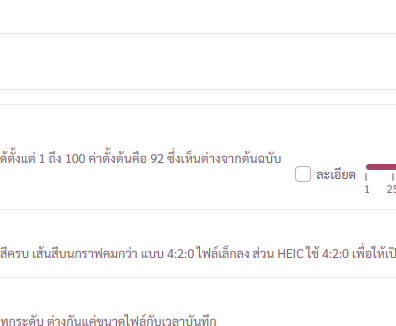 ด้ตั้งแต่ 1 ถึง 100 ค่าตั้งต้นคือ 92 ซึ่งเห็นต่างจากต้นฉบับ
ละเอียด
1 25
สีครบ เส้นสีบนกราฟคมกว่า แบบ 4:2:0 ไฟล์เล็กลง ส่วน HEIC ใช้ 4:2:0 เพื่อให้เปิ
ทุกระดับ ต่างกันแค่ขนาดไฟล์กับเวลาบันทึก